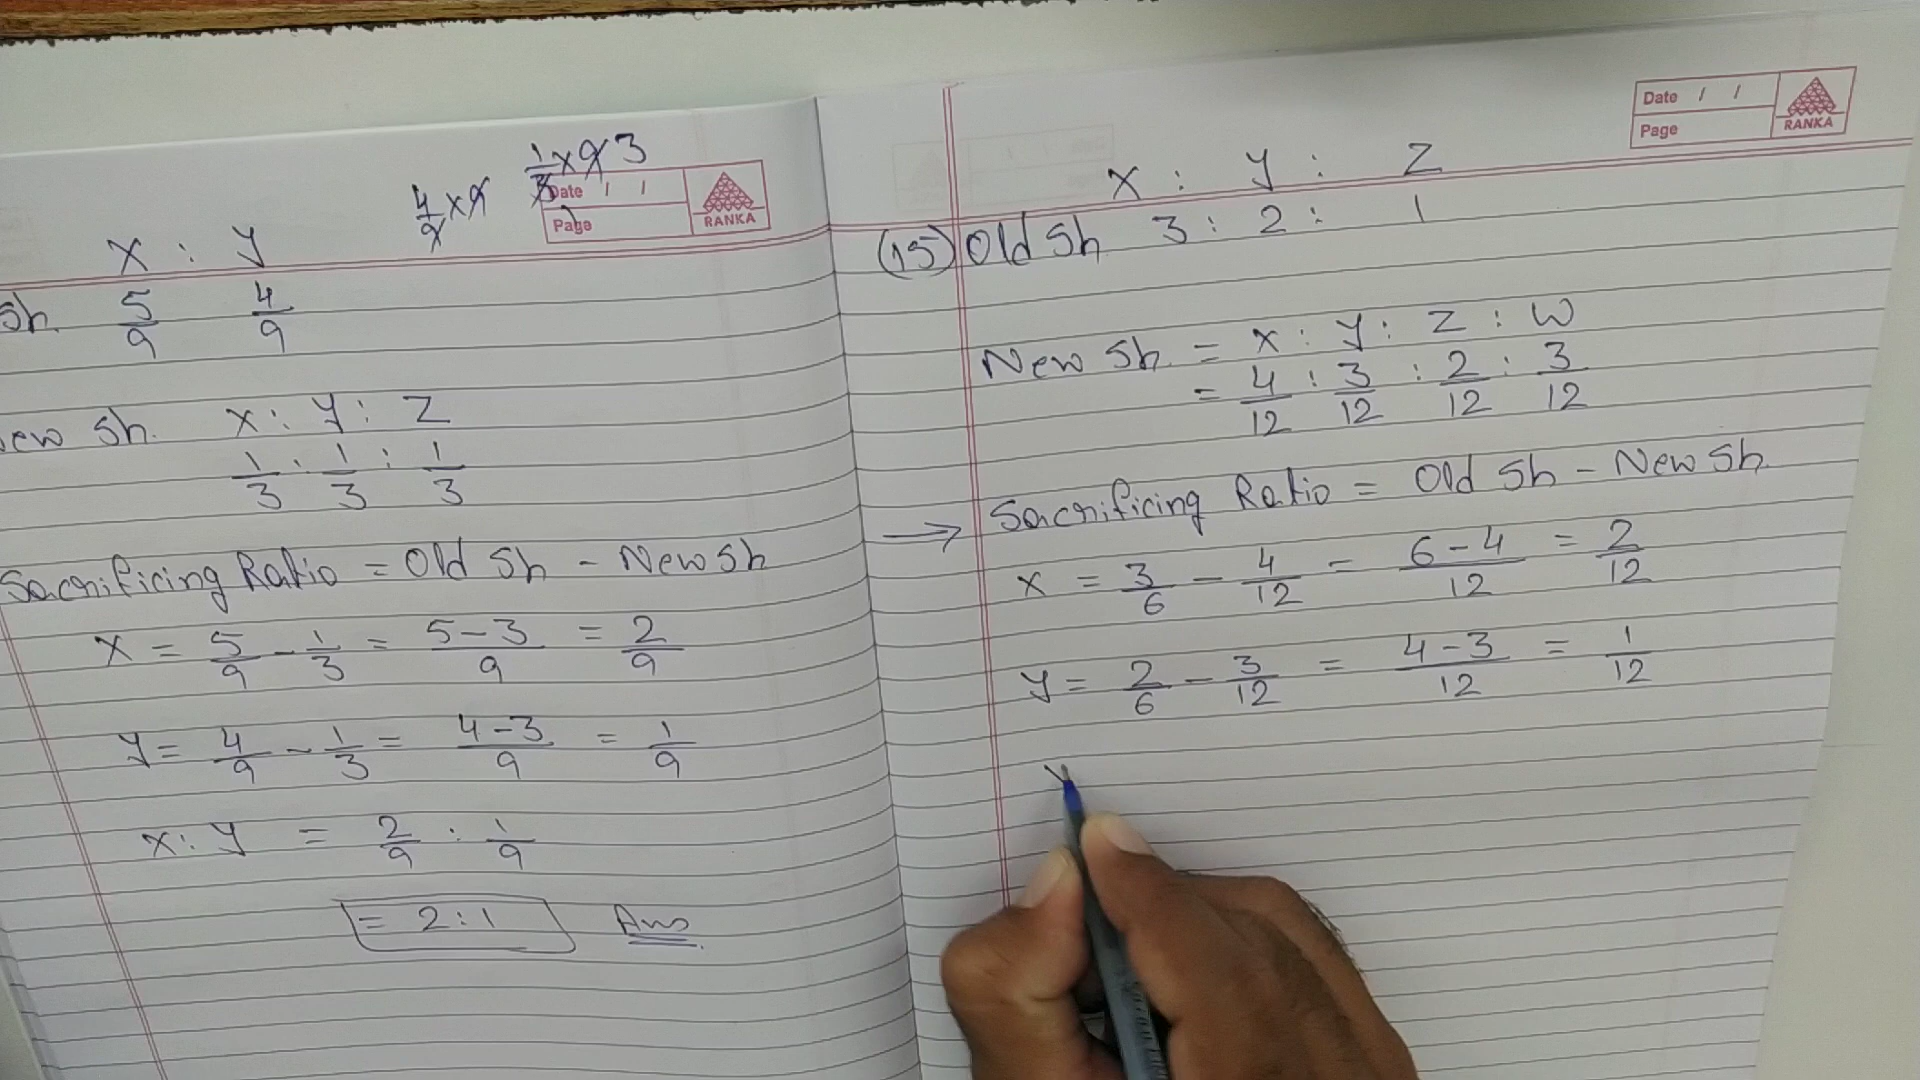 1/3 × 9 3
4/9 × 9
Date / /
Page
RANKA
X : Y
Sh. 5/9 4/9
New Sh. X : Y : Z
1/3 : 1/3 : 1/3
Sacrificing Ratio = Old Sh - New Sh
X = 5/9 - 1/3 = 5-3/9 = 2/9
Y = 4/9 - 1/3 = 4-3/9 = 1/9
X : Y = 2/9 : 1/9
= 2:1 Ans.
Date / /
Page
RANKA
X : Y : Z
(15) Old Sh 3 : 2 : 1
New Sh. = X : Y : Z : W
= 4/12 : 3/12 : 2/12 : 3/12
→ Sacrificing Ratio = Old Sh - New Sh.
X = 3/6 - 4/12 = 6-4/12 = 2/12
Y = 2/6 - 3/12 = 4-3/12 = 1/12